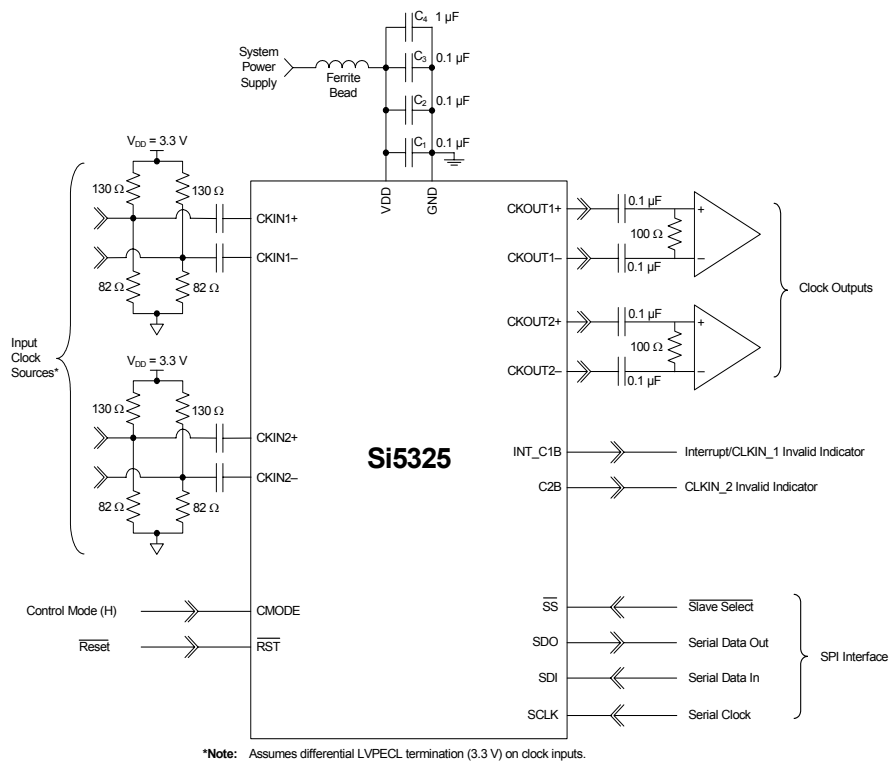 C4 1 µF
System
Power
Supply
Ferrite
Bead
C3 0.1 µF
C2 0.1 µF
C1 0.1 µF
VDD = 3.3 V
130 Ω
130 Ω
82 Ω
82 Ω
VDD = 3.3 V
130 Ω
130 Ω
82 Ω
82 Ω
Input
Clock
Sources*
VDD
GND
CKIN1+
CKIN1–
CKIN2+
CKIN2–
Control Mode (H)
CMODE
Reset
RST
Si5325
CKOUT1+
0.1 µF
+
100 Ω
CKOUT1–
–
0.1 µF
CKOUT2+
0.1 µF
+
100 Ω
CKOUT2–
–
0.1 µF
Clock Outputs
INT_C1B
Interrupt/CLKIN_1 Invalid Indicator
C2B
CLKIN_2 Invalid Indicator
SS
Slave Select
SDO
Serial Data Out
SDI
Serial Data In
SCLK
Serial Clock
SPI Interface
*Note: Assumes differential LVPECL termination (3.3 V) on clock inputs.